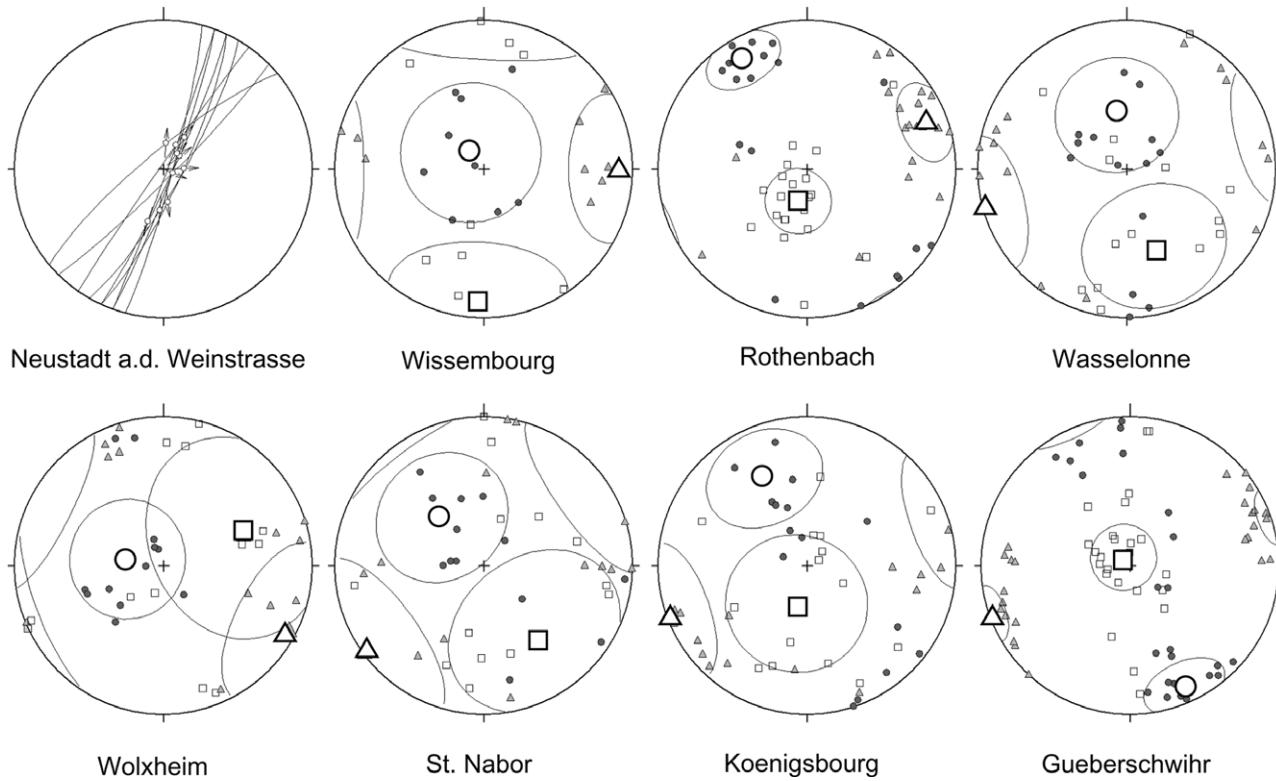 Neustadt a.d. Weinstrasse
Wissembourg
Rothenbach
Wasselonne
Wolxheim
St. Nabor
Koenigsbourg
Gueberschwihr